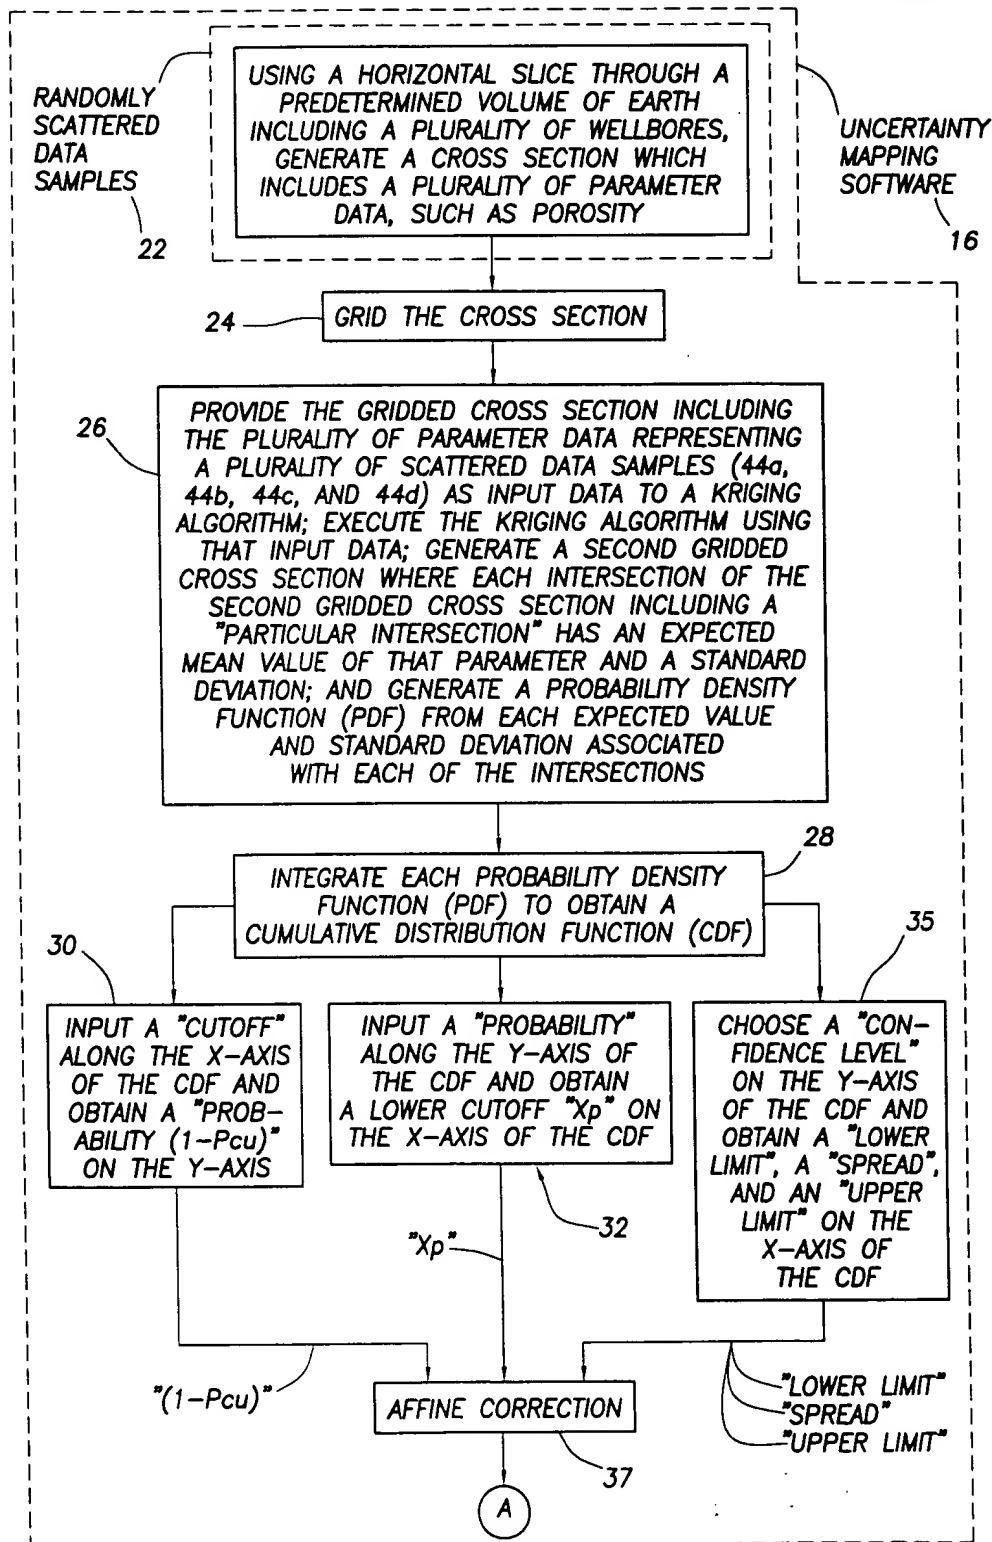 RANDOMLY
SCATTERED
DATA
SAMPLES
22
USING A HORIZONTAL SLICE THROUGH A
PREDETERMINED VOLUME OF EARTH
INCLUDING A PLURALITY OF WELLBORES,
GENERATE A CROSS SECTION WHICH
INCLUDES A PLURALITY OF PARAMETER
DATA, SUCH AS POROSITY
UNCERTAINTY
MAPPING
SOFTWARE
16
24
GRID THE CROSS SECTION
26
PROVIDE THE GRIDDED CROSS SECTION INCLUDING
THE PLURALITY OF PARAMETER DATA REPRESENTING
A PLURALITY OF SCATTERED DATA SAMPLES (44a,
44b, 44c, AND 44d) AS INPUT DATA TO A KRIGING
ALGORITHM; EXECUTE THE KRIGING ALGORITHM USING
THAT INPUT DATA; GENERATE A SECOND GRIDDED
CROSS SECTION WHERE EACH INTERSECTION OF THE
SECOND GRIDDED CROSS SECTION INCLUDING A
"PARTICULAR INTERSECTION" HAS AN EXPECTED
MEAN VALUE OF THAT PARAMETER AND A STANDARD
DEVIATION; AND GENERATE A PROBABILITY DENSITY
FUNCTION (PDF) FROM EACH EXPECTED VALUE
AND STANDARD DEVIATION ASSOCIATED
WITH EACH OF THE INTERSECTIONS
28
INTEGRATE EACH PROBABILITY DENSITY
FUNCTION (PDF) TO OBTAIN A
CUMULATIVE DISTRIBUTION FUNCTION (CDF)
30
INPUT A "CUTOFF"
ALONG THE X-AXIS
OF THE CDF AND
OBTAIN A "PROB-
ABILITY (1-Pcu)"
ON THE Y-AXIS
INPUT A "PROBABILITY"
ALONG THE Y-AXIS OF
THE CDF AND OBTAIN
A LOWER CUTOFF "Xp" ON
THE X-AXIS OF THE CDF
32
35
CHOOSE A "CON-
FIDENCE LEVEL"
ON THE Y-AXIS
OF THE CDF AND
OBTAIN A "LOWER
LIMIT", A "SPREAD",
AND AN "UPPER
LIMIT" ON THE
X-AXIS OF
THE CDF
"Xp"
"(1-Pcu)"
"LOWER LIMIT"
"SPREAD"
"UPPER LIMIT"
AFFINE CORRECTION
37
A